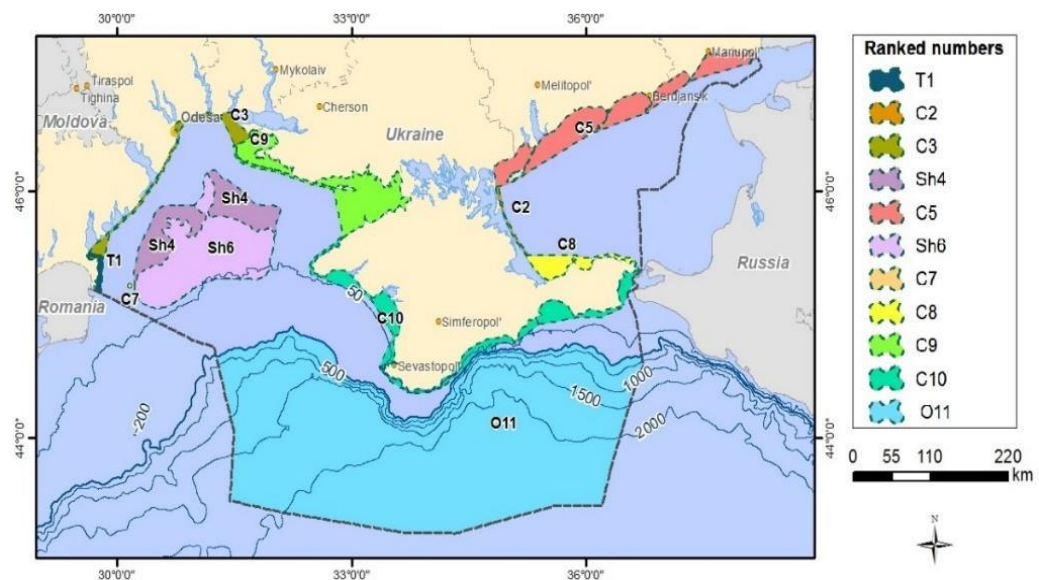 30°0'0" 33°0'0" 36°0'0"
Mariupol'
Tiraspol
Mykolaiv
Melitopol'
Tighina
Berdjansk
Cherson
C3
Odesa
Moldova
Ukraine
C5
C9
46°0'0" 46°0'0"
Sh4
C2
Sh4
Sh6
C8
T1
Russia
C7
50
Romania
C10
Simferopol'
Sevastopol'
500
1000
-200
1500
O11
2000
44°0'0" 44°0'0"
30°0'0" 33°0'0" 36°0'0"
Ranked numbers
T1
C2
C3
Sh4
C5
Sh6
C7
C8
C9
C10
O11
0 55 110 220
km
N